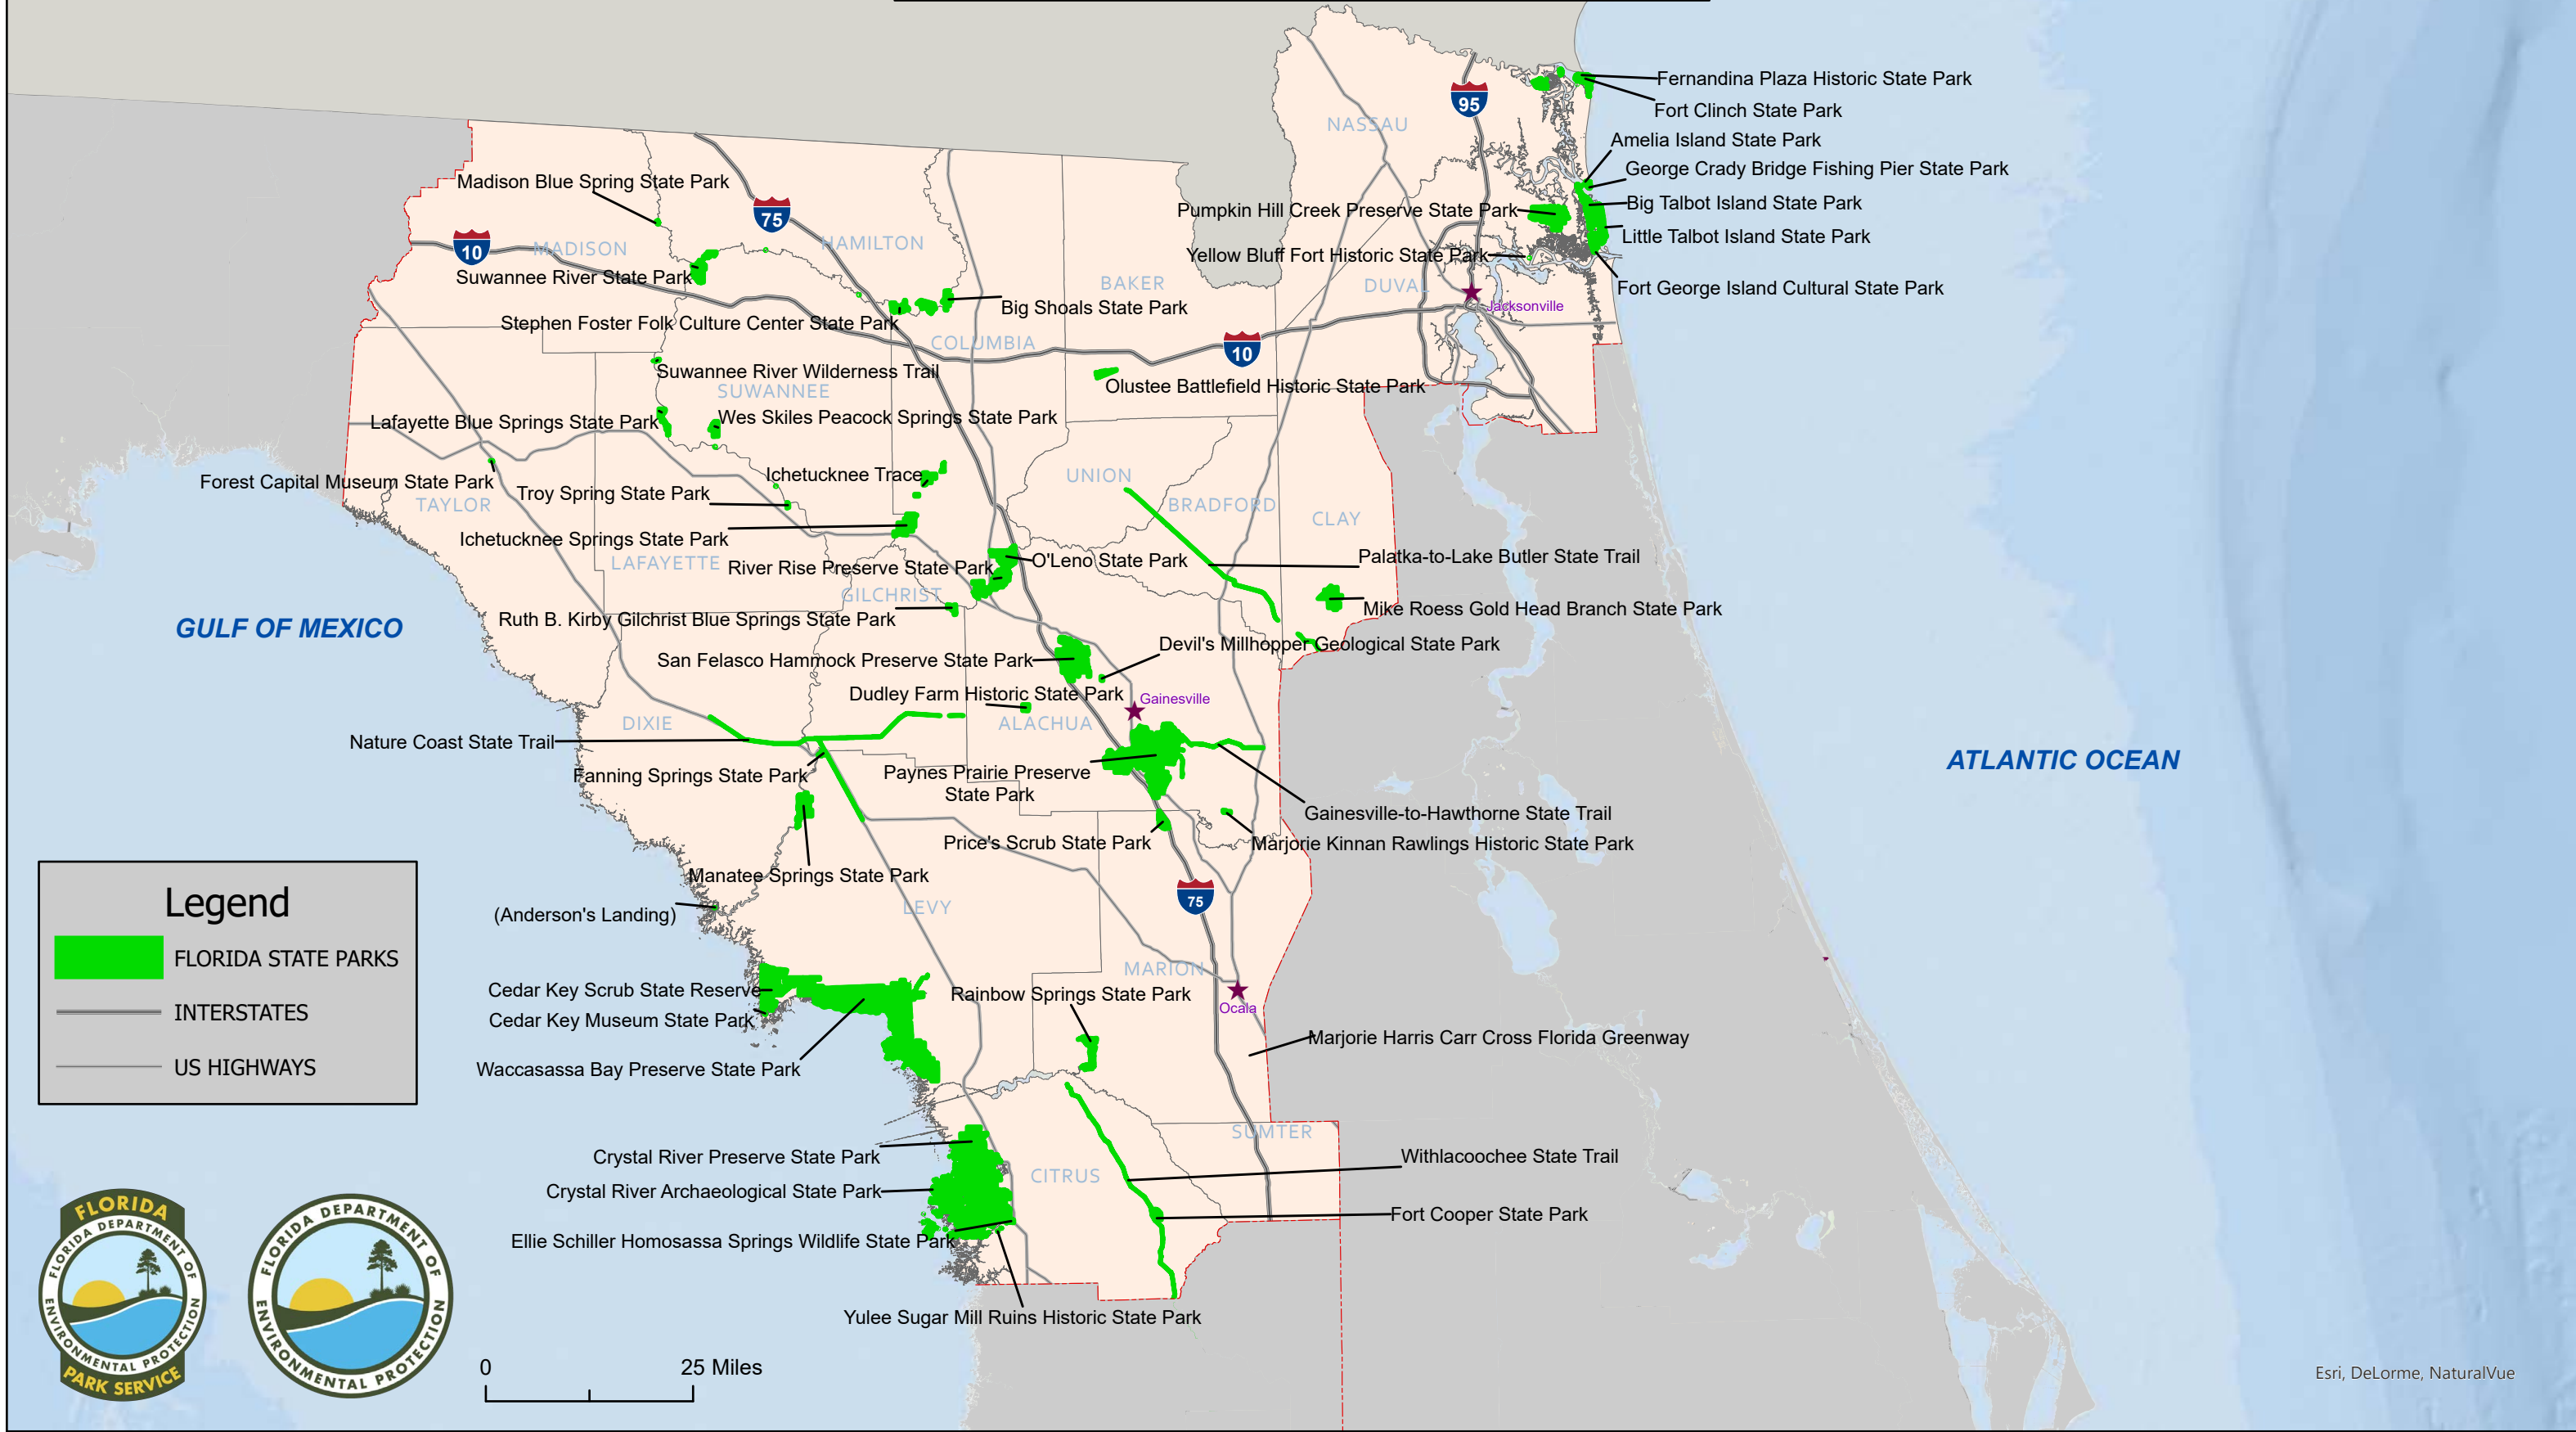 95
NASSAU
Fernandina Plaza Historic State Park
Fort Clinch State Park
Amelia Island State Park
George Crady Bridge Fishing Pier State Park
Madison Blue Spring State Park
Big Talbot Island State Park
75
Pumpkin Hill Creek Preserve State Park
Little Talbot Island State Park
10
MADISON
HAMILTON
Yellow Bluff Fort Historic State Park
Suwannee River State Park
BAKER
DUVAL
Fort George Island Cultural State Park
Big Shoals State Park
Jacksonville
Stephen Foster Folk Culture Center State Park
COLUMBIA
10
Suwannee River Wilderness Trail
SUWANNEE
Olustee Battlefield Historic State Park
Lafayette Blue Springs State Park
Wes Skiles Peacock Springs State Park
Ichetucknee Trace
UNION
Forest Capital Museum State Park
Troy Spring State Park
TAYLOR
BRADFORD
CLAY
Ichetucknee Springs State Park
LAFAYETTE
River Rise Preserve State Park
O'Leno State Park
Palatka-to-Lake Butler State Trail
GILCHRIST
Mike Roess Gold Head Branch State Park
Ruth B. Kirby Gilchrist Blue Springs State Park
GULF OF MEXICO
Devil's Millhopper Geological State Park
San Felasco Hammock Preserve State Park
Dudley Farm Historic State Park
Gainesville
DIXIE
ALACHUA
Nature Coast State Trail
ATLANTIC OCEAN
Fanning Springs State Park
Paynes Prairie Preserve
State Park
Gainesville-to-Hawthorne State Trail
Price's Scrub State Park
Marjorie Kinnan Rawlings Historic State Park
Manatee Springs State Park
75
(Anderson's Landing)
LEVY
Legend
FLORIDA STATE PARKS
INTERSTATES
US HIGHWAYS
MARION
Cedar Key Scrub State Reserve
Rainbow Springs State Park
Ocala
Cedar Key Museum State Park
Marjorie Harris Carr Cross Florida Greenway
Waccasassa Bay Preserve State Park
SUMTER
Crystal River Preserve State Park
Withlacoochee State Trail
CITRUS
Crystal River Archaeological State Park
Fort Cooper State Park
Ellie Schiller Homosassa Springs Wildlife State Park
Yulee Sugar Mill Ruins Historic State Park
FLORIDA
FLORIDA DEPARTMENT OF
ENVIRONMENTAL PROTECTION
PARK SERVICE
FLORIDA DEPARTMENT OF
ENVIRONMENTAL PROTECTION
0 25 Miles
Esri, DeLorme, NaturalVue